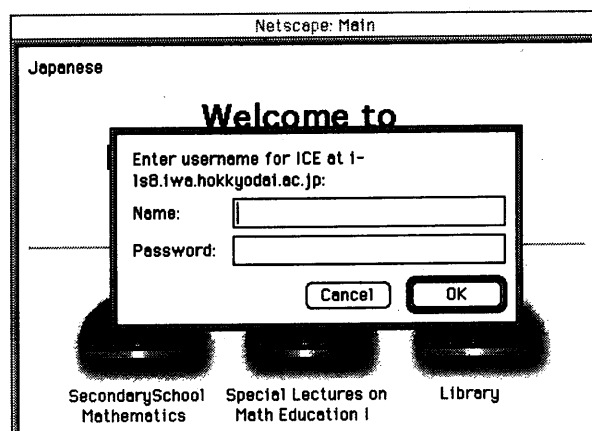 Netscape: Main
Japanese
Welcome to
Enter username for ICE at i-
1s8.iwa.hokkyodai.ac.jp:
Name:
Password:
Cancel
OK
SecondarySchool
Mathematics
Special Lectures on
Math Education I
Library